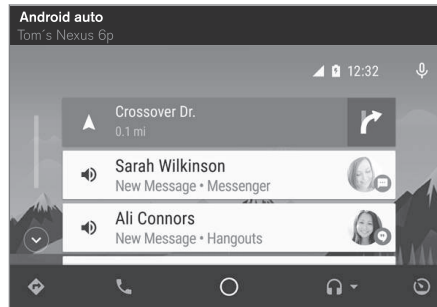 Android auto
Tom´s Nexus 6p
12:32
Crossover Dr.
0.1 mi
Sarah Wilkinson
New Message • Messenger
Ali Connors
New Message • Hangouts